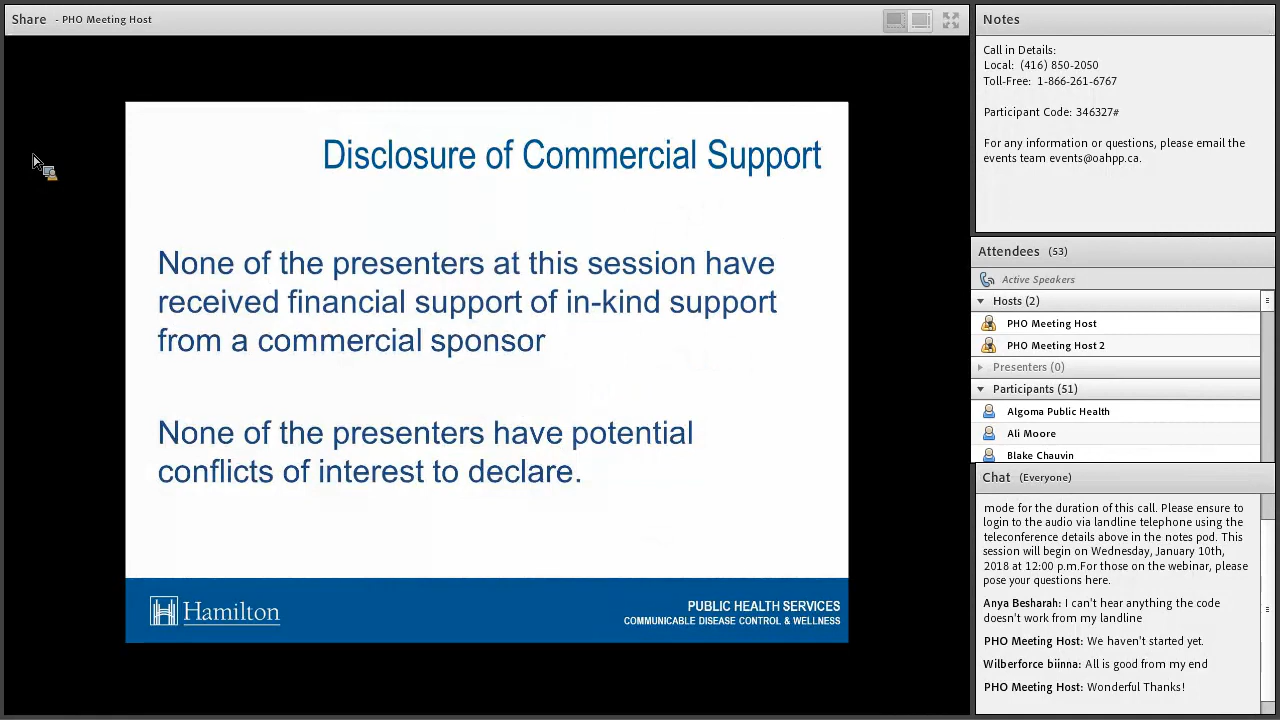 Share - PHO Meeting Host
Disclosure of Commercial Support
None of the presenters at this session have
received financial support of in-kind support
from a commercial sponsor
None of the presenters have potential
conflicts of interest to declare.
Hamilton
PUBLIC HEALTH SERVICES
COMMUNICABLE DISEASE CONTROL & WELLNESS
Notes
Call in Details:
Local: (416) 850-2050
Toll-Free: 1-866-261-6767
Participant Code: 346327#
For any information or questions, please email the
events team events@oahpp.ca.
Attendees (53)
Active Speakers
Hosts (2)
PHO Meeting Host
PHO Meeting Host 2
Presenters (0)
Participants (51)
Algoma Public Health
Ali Moore
Blake Chauvin
Chat (Everyone)
mode for the duration of this call. Please ensure to
login to the audio via landline telephone using the
teleconference details above in the notes pod. This
session will begin on Wednesday, January 10th,
2018 at 12:00 p.m.For those on the webinar, please
pose your questions here.
Anya Besharah: I can't hear anything the code
doesn't work from my landline
PHO Meeting Host: We haven't started yet.
Wilberforce biinna: All is good from my end
PHO Meeting Host: Wonderful Thanks!